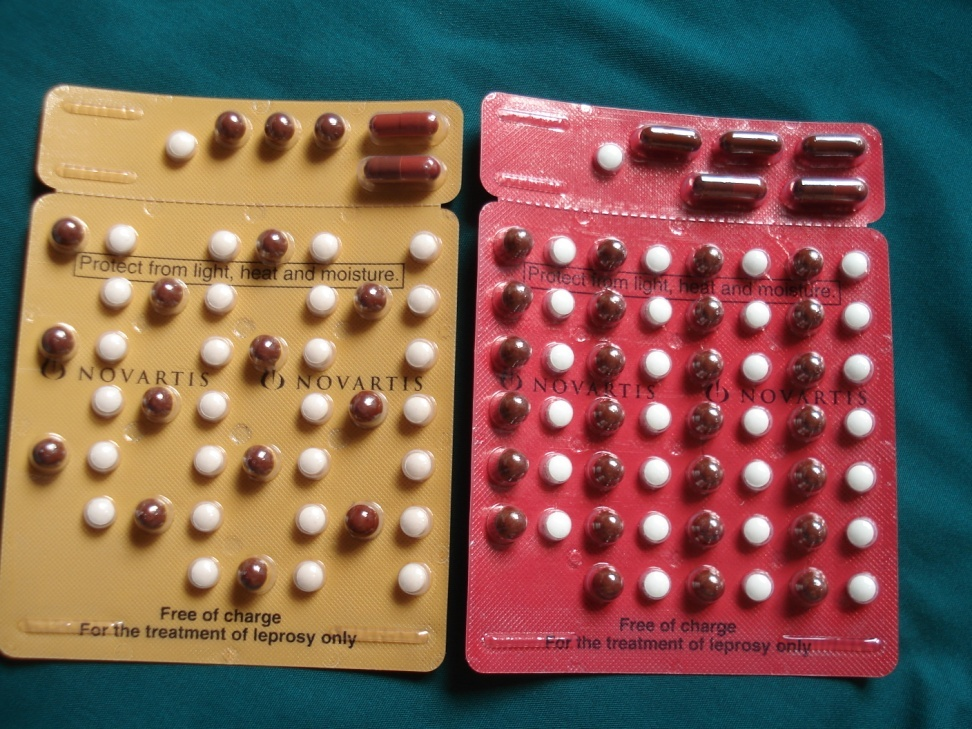 Protect from light, heat and moisture.
NOVARTIS NOVARTIS
Free of charge
For the treatment of leprosy only
Protect from light, heat and moisture.
NOVARTIS NOVARTIS
Free of charge
For the treatment of leprosy only